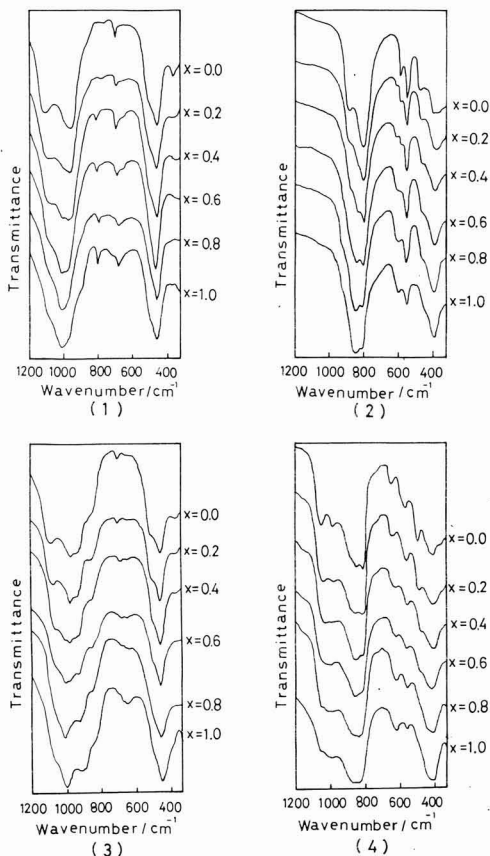 Transmittance
x=0.0
x=0.2
x=0.4
x=0.6
x=0.8
x=1.0
1200 1000 800 600 400
Wavenumber/cm⁻¹
(1)
Transmittance
x=0.0
x=0.2
x=0.4
x=0.6
x=0.8
x=1.0
1200 1000 800 600 400
Wavenumber/cm⁻¹
(2)
Transmittance
x=0.0
x=0.2
x=0.4
x=0.6
x=0.8
x=1.0
1200 1000 800 600 400
Wavenumber/cm⁻¹
(3)
Transmittance
x=0.0
x=0.2
x=0.4
x=0.6
x=0.8
x=1.0
1200 1000 800 600 400
Wavenumber/cm⁻¹
(4)